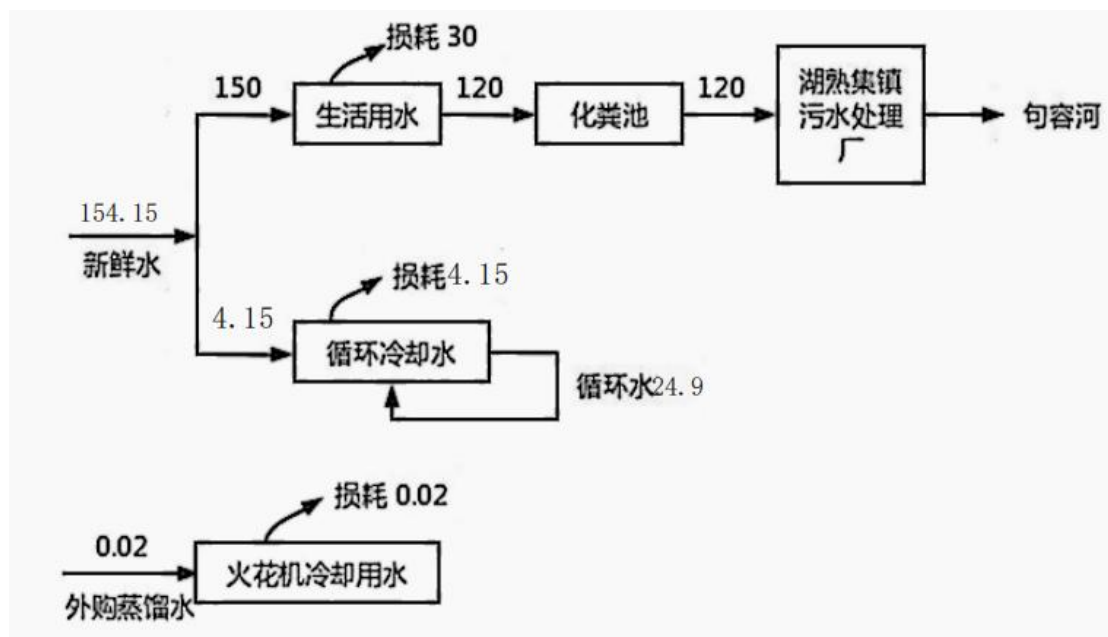 损耗 30
150
生活用水
120
化粪池
120
湖熟集镇
污水处理
厂
句容河
154.15
新鲜水
损耗4.15
4.15
循环冷却水
循环水24.9
损耗 0.02
0.02
火花机冷却用水
外购蒸馏水